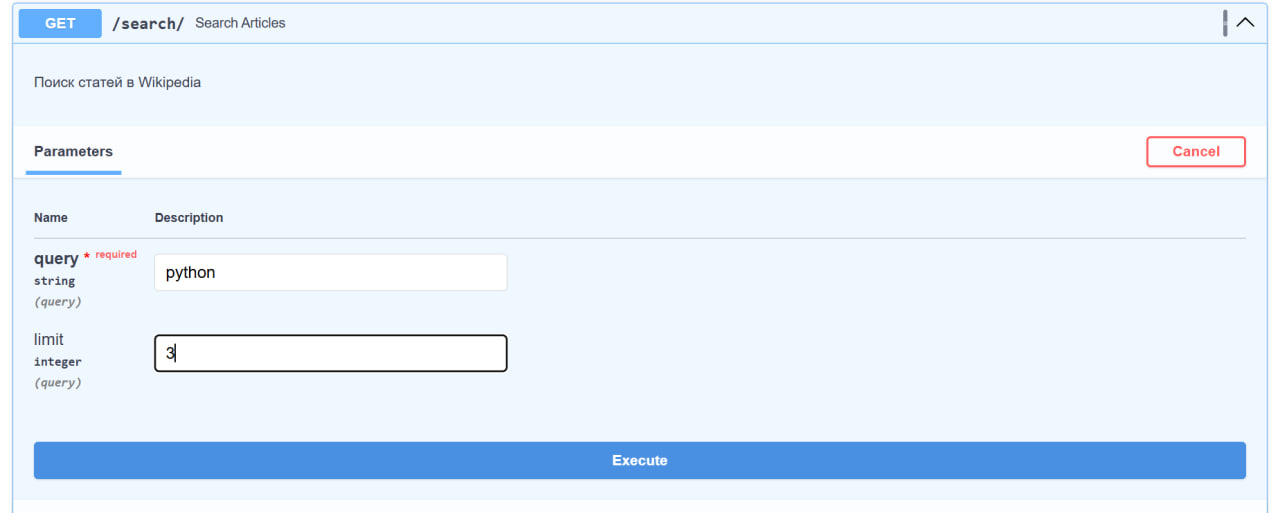 GET /search/ Search Articles
Поиск статей в Wikipedia
Parameters Cancel
Name Description
query * required
string
(query)
python
limit
integer
(query)
3
Execute